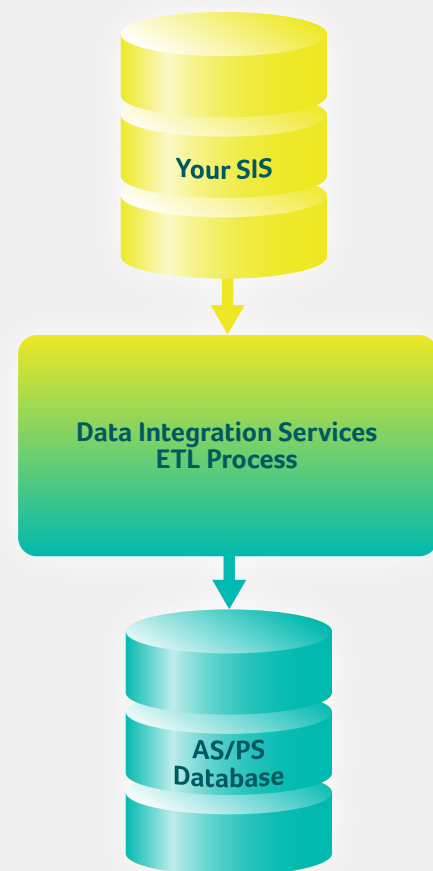 Your SIS
Data Integration Services
ETL Process
AS/PS
Database